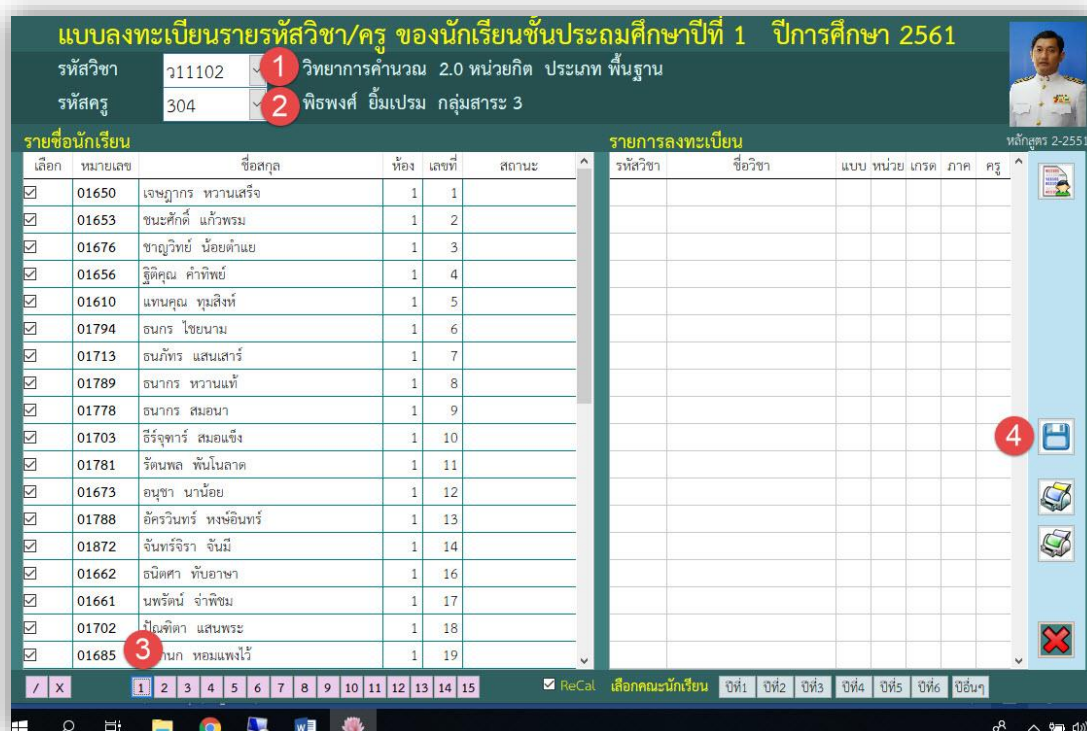 แบบลงทะเบียนรายรหัสวิชา/ครู ของนักเรียนชั้นประถมศึกษาปีที่ 1 ปีการศึกษา 2561
รหัสวิชา ว11102 1 วิทยาการคำนวณ 2.0 หน่วยกิต ประเภท พื้นฐาน
รหัสครู 304 2 พิธพงศ์ ยิ้มเปรม กลุ่มสาระ 3
รายชื่อนักเรียน รายการลงทะเบียน หลักสูตร 2-2551
เลือก หมายเลข ชื่อสกุล ห้อง เลขที่ สถานะ รหัสวิชา ชื่อวิชา แบบ หน่วย เกรด ภาค ครู
01650 เจษฎากร หวานเสร็จ 1 1
01653 ชนะศักดิ์ แก้วพรม 1 2
01676 ชาญวิทย์ น้อยตำแย 1 3
01656 ฐิติคุณ คำทิพย์ 1 4
01610 แทนคุณ ทุมสิงห์ 1 5
01794 ธนกร ไชยนาม 1 6
01713 ธนภัทร แสนเสาร์ 1 7
01789 ธนากร หวานแท้ 1 8
01778 ธนากร สมอนา 1 9
01703 ธีร์จุฑาร์ สมอแข็ง 1 10
01781 รัตนพล พันโนลาด 1 11
4
01673 อนุชา นาน้อย 1 12
01788 อัครวินทร์ หงษ์อินทร์ 1 13
01872 จันทร์จิรา จันมี 1 14
01662 ธนิตศา ทับอาษา 1 16
01661 นพรัตน์ จ่าพิชม 1 17
01702 ปัณฑิตา แสนพระ 1 18
01685 3 หอมแพงไว้ 1 19
/ X 1 2 3 4 5 6 7 8 9 10 11 12 13 14 15 ReCal เลือกคณะนักเรียน ปีที่1 ปีที่2 ปีที่3 ปีที่4 ปีที่5 ปีที่6 ปีอื่นๆ